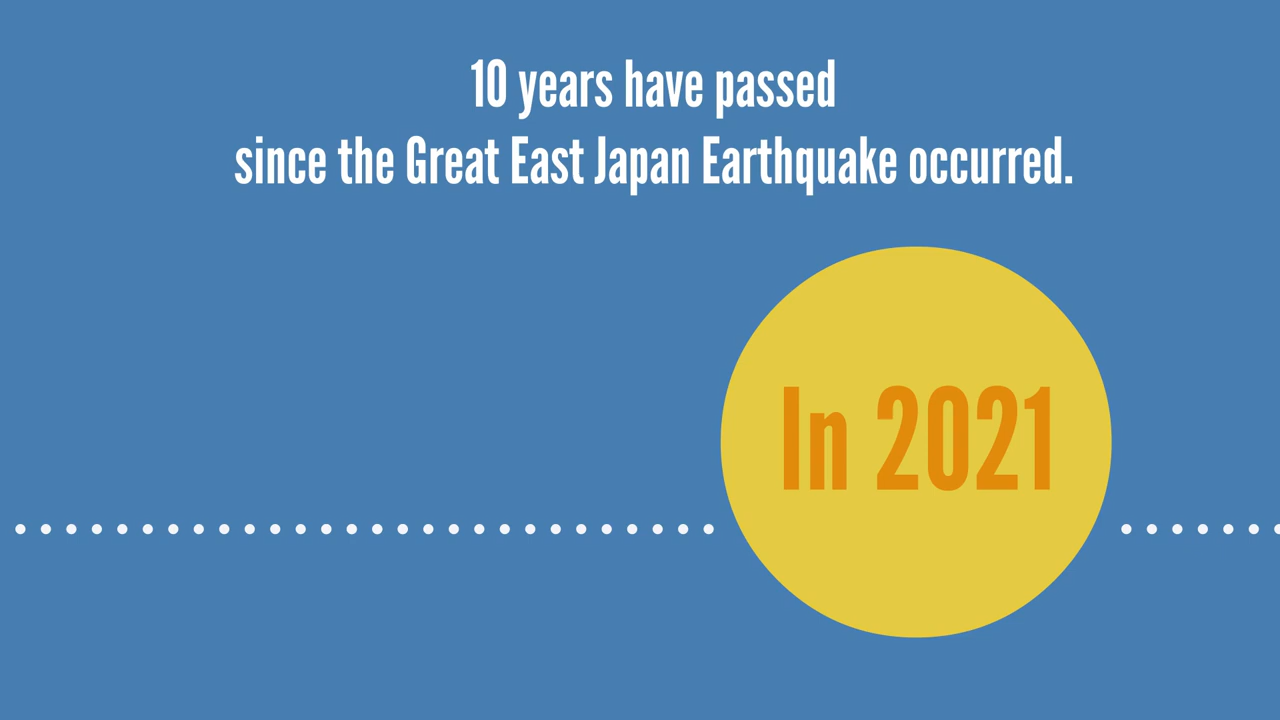 10 years have passed
since the Great East Japan Earthquake occurred.
In 2021